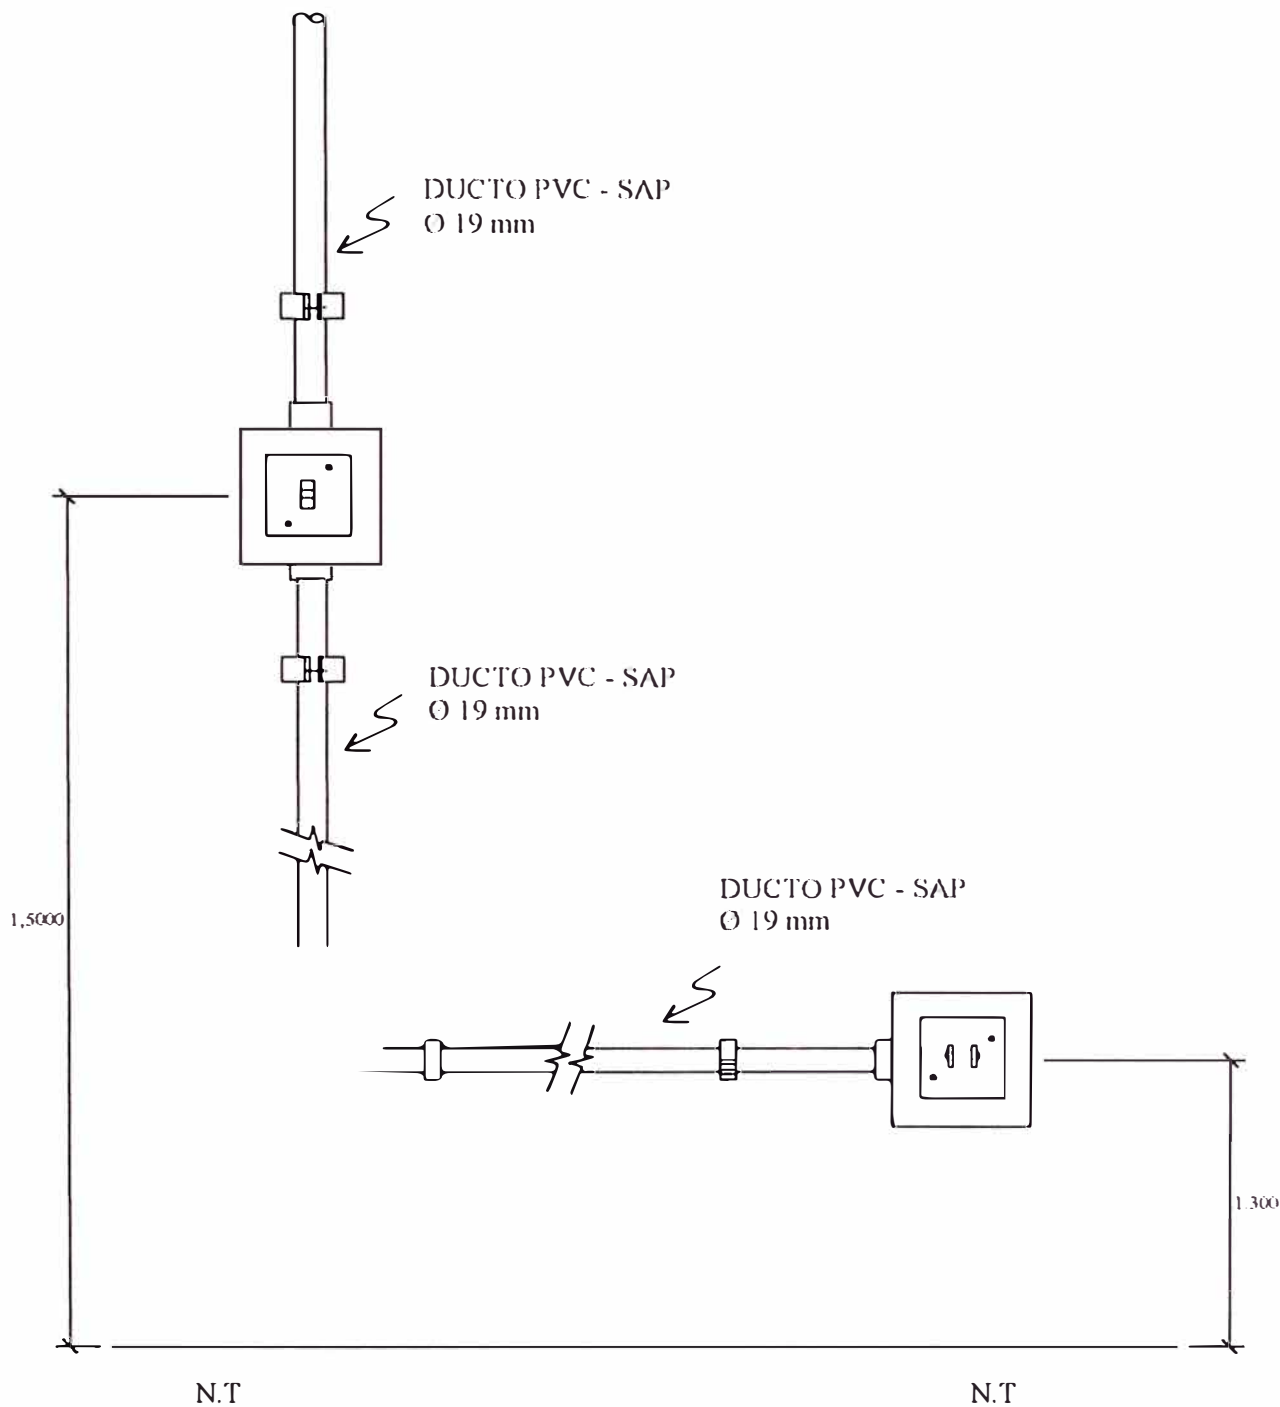 DUCTO PVC - SAP
Ø 19 mm
DUCTO PVC - SAP
Ø 19 mm
DUCTO PVC - SAP
Ø 19 mm
1,5000
1.300
N.T
N.T